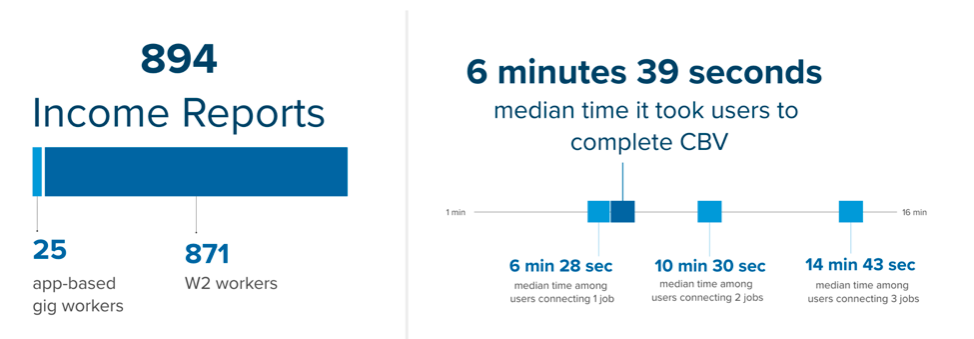 894
Income Reports
25
app-based
gig workers
871
W2 workers
6 minutes 39 seconds
median time it took users to
complete CBV
1 min
16 min
6 min 28 sec
median time among
users connecting 1 job
10 min 30 sec
median time among
users connecting 2 jobs
14 min 43 sec
median time among
users connecting 3 jobs